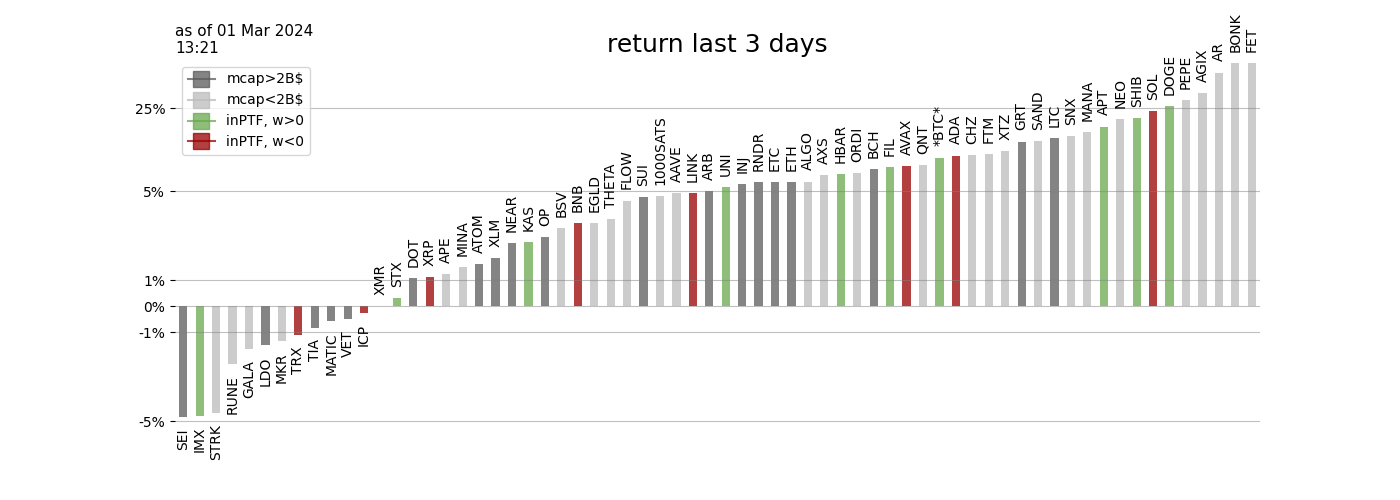 as of 01 Mar 2024
13:21
return last 3 days
mcap>2B$
mcap<2B$
inPTF, w>0
inPTF, w<0
25%
5%
1%
0%
-1%
-5%
SEI
IMX
STRK
RUNE
GALA
LDO
MKR
TRX
TIA
MATIC
VET
ICP
XMR
STX
DOT
XRP
APE
MINA
ATOM
XLM
NEAR
KAS
OP
BSV
BNB
EGLD
THETA
FLOW
SUI
1000SATS
AAVE
LINK
ARB
UNI
INJ
RNDR
ETC
ETH
ALGO
AXS
HBAR
ORDI
BCH
FIL
AVAX
QNT
*BTC*
ADA
CHZ
FTM
XTZ
GRT
SAND
LTC
SNX
MANA
APT
NEO
SHIB
SOL
DOGE
PEPE
AGIX
AR
BONK
FET